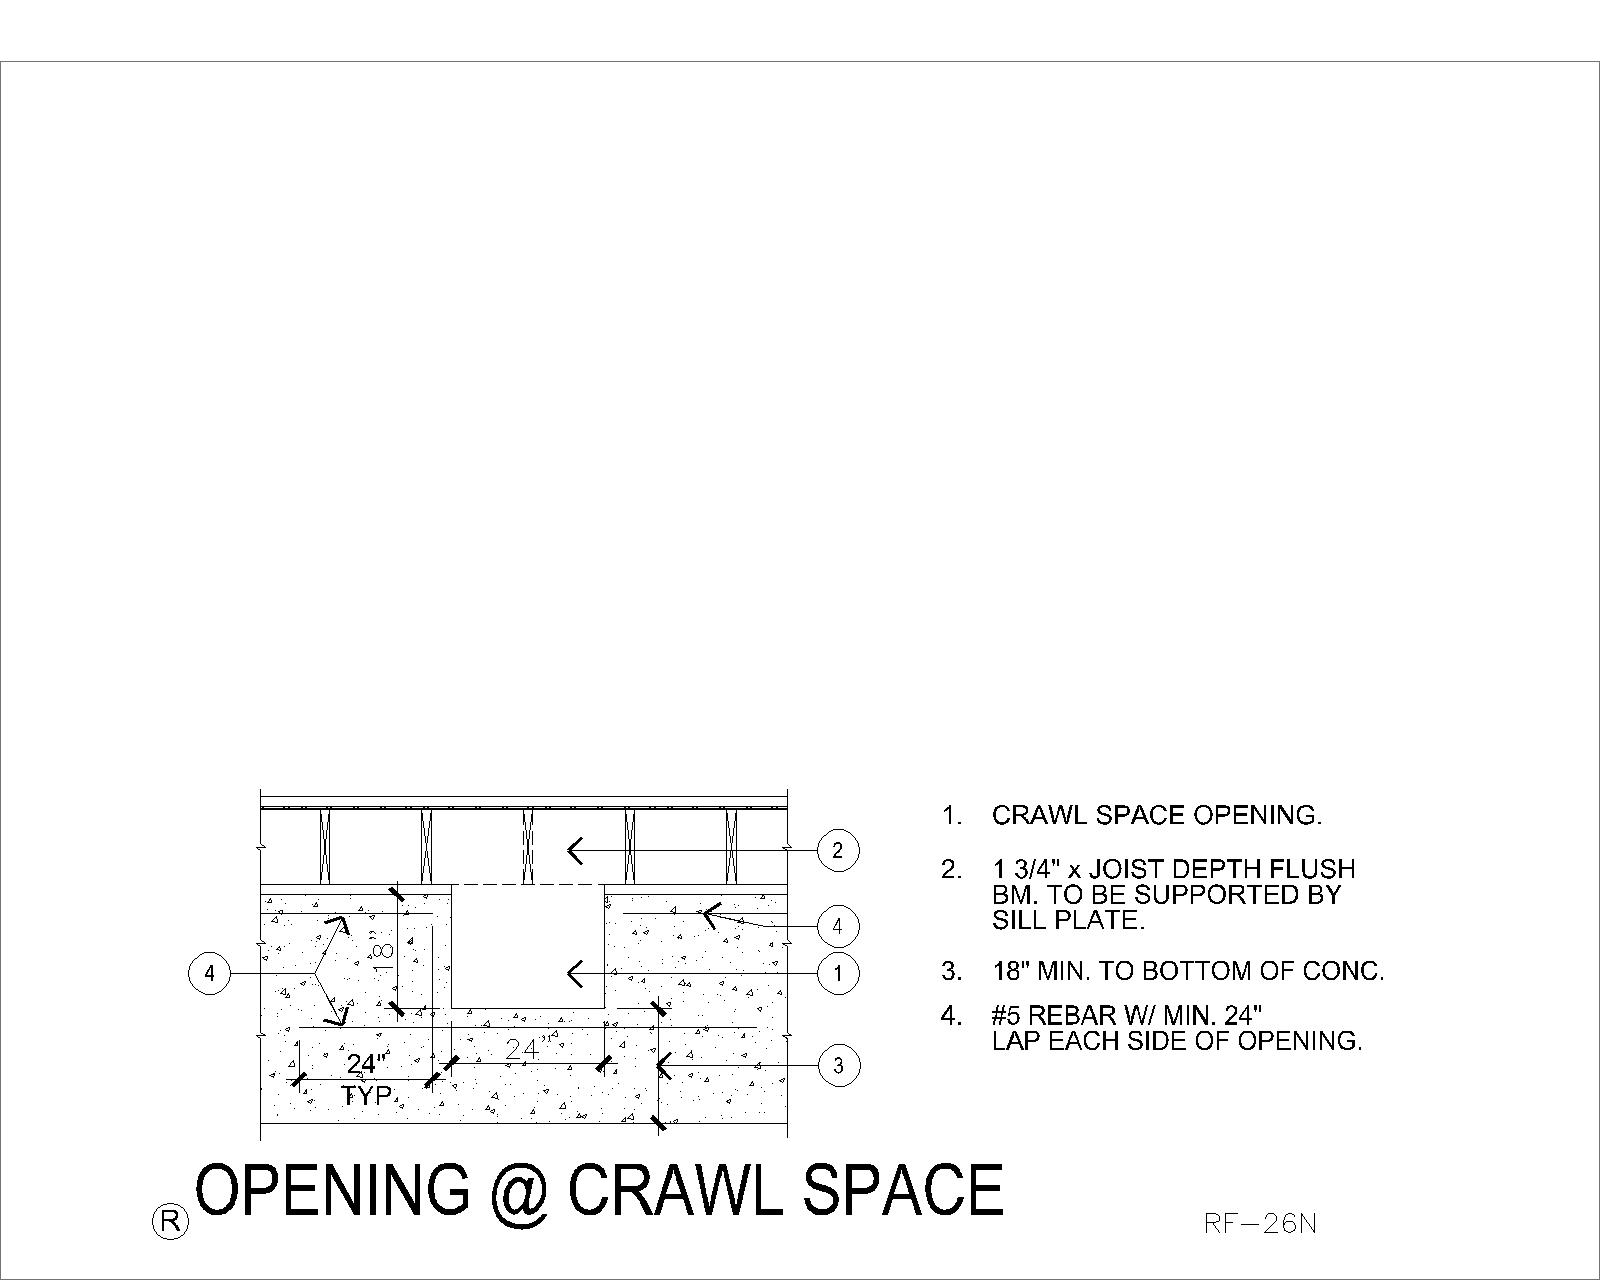 2
4
1
4
3
18"
24"
24"
TYP.
1. CRAWL SPACE OPENING.
2. 1 3/4" x JOIST DEPTH FLUSH
BM. TO BE SUPPORTED BY
SILL PLATE.
3. 18" MIN. TO BOTTOM OF CONC.
4. #5 REBAR W/ MIN. 24"
LAP EACH SIDE OF OPENING.
R OPENING @ CRAWL SPACE
RF-26N